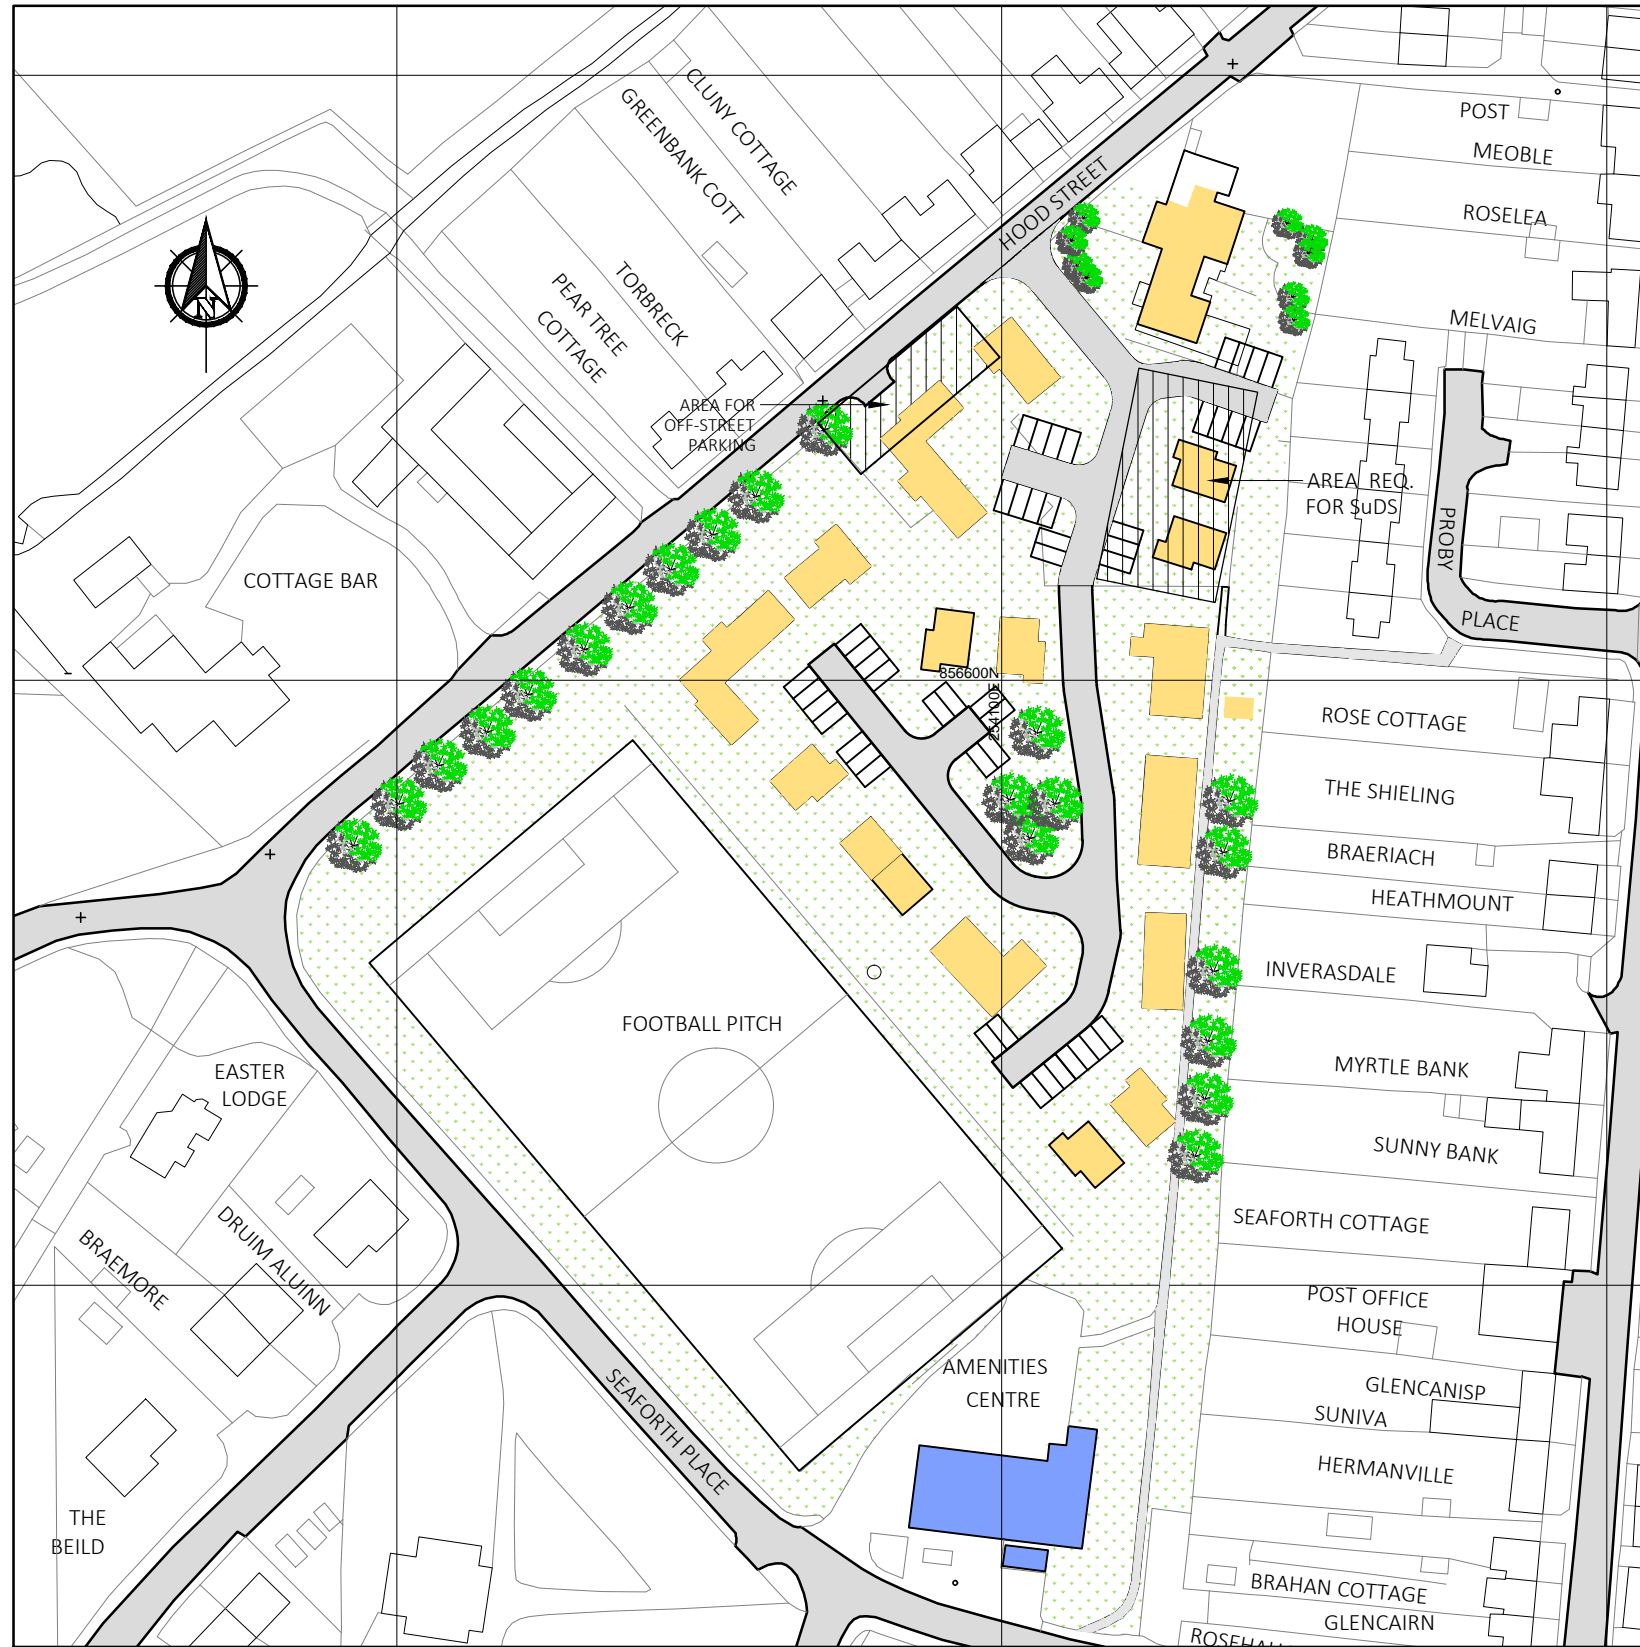 CLUNY COTTAGE
GREENBANK COTT
TORBRECK
PEAR TREE
COTTAGE
HOOD STREET
POST
MEOBLE
ROSELEA
MELVAIG
N
AREA FOR
OFF-STREET
PARKING
AREA REQ.
FOR SuDS
PROBY
PLACE
COTTAGE BAR
856600N
254100E
ROSE COTTAGE
THE SHIELING
BRAERIACH
HEATHMOUNT
INVERASDALE
FOOTBALL PITCH
MYRTLE BANK
EASTER
LODGE
SUNNY BANK
SEAFORTH COTTAGE
DRUIM ALUINN
BRAEMORE
POST OFFICE
HOUSE
AMENITIES
CENTRE
SEAFORTH PLACE
GLENCANISP
SUNIVA
HERMANVILLE
THE
BEILD
BRAHAN COTTAGE
GLENCAIRN